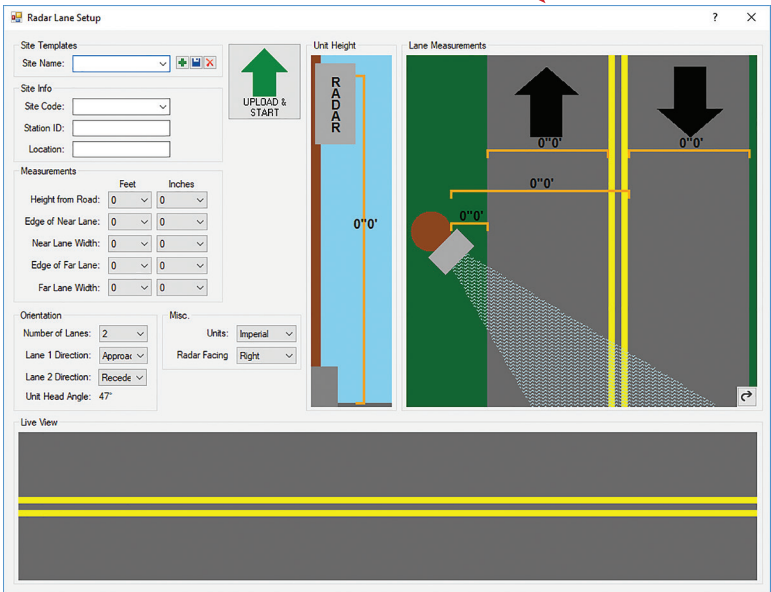 Radar Lane Setup
Site Templates
Site Name:
UPLOAD &
START
Site Info
Site Code:
Station ID:
Location:
Measurements
Feet Inches
Height from Road: 0 0
Edge of Near Lane: 0 0
Near Lane Width: 0 0
Edge of Far Lane: 0 0
Far Lane Width: 0 0
Orientation
Number of Lanes: 2
Lane 1 Direction: Approac
Lane 2 Direction: Recede
Unit Head Angle: 47°
Misc.
Units: Imperial
Radar Facing Right
Unit Height
RADAR
0"0'
Lane Measurements
0"0' 0"0'
0"0'
0"0'
Live View